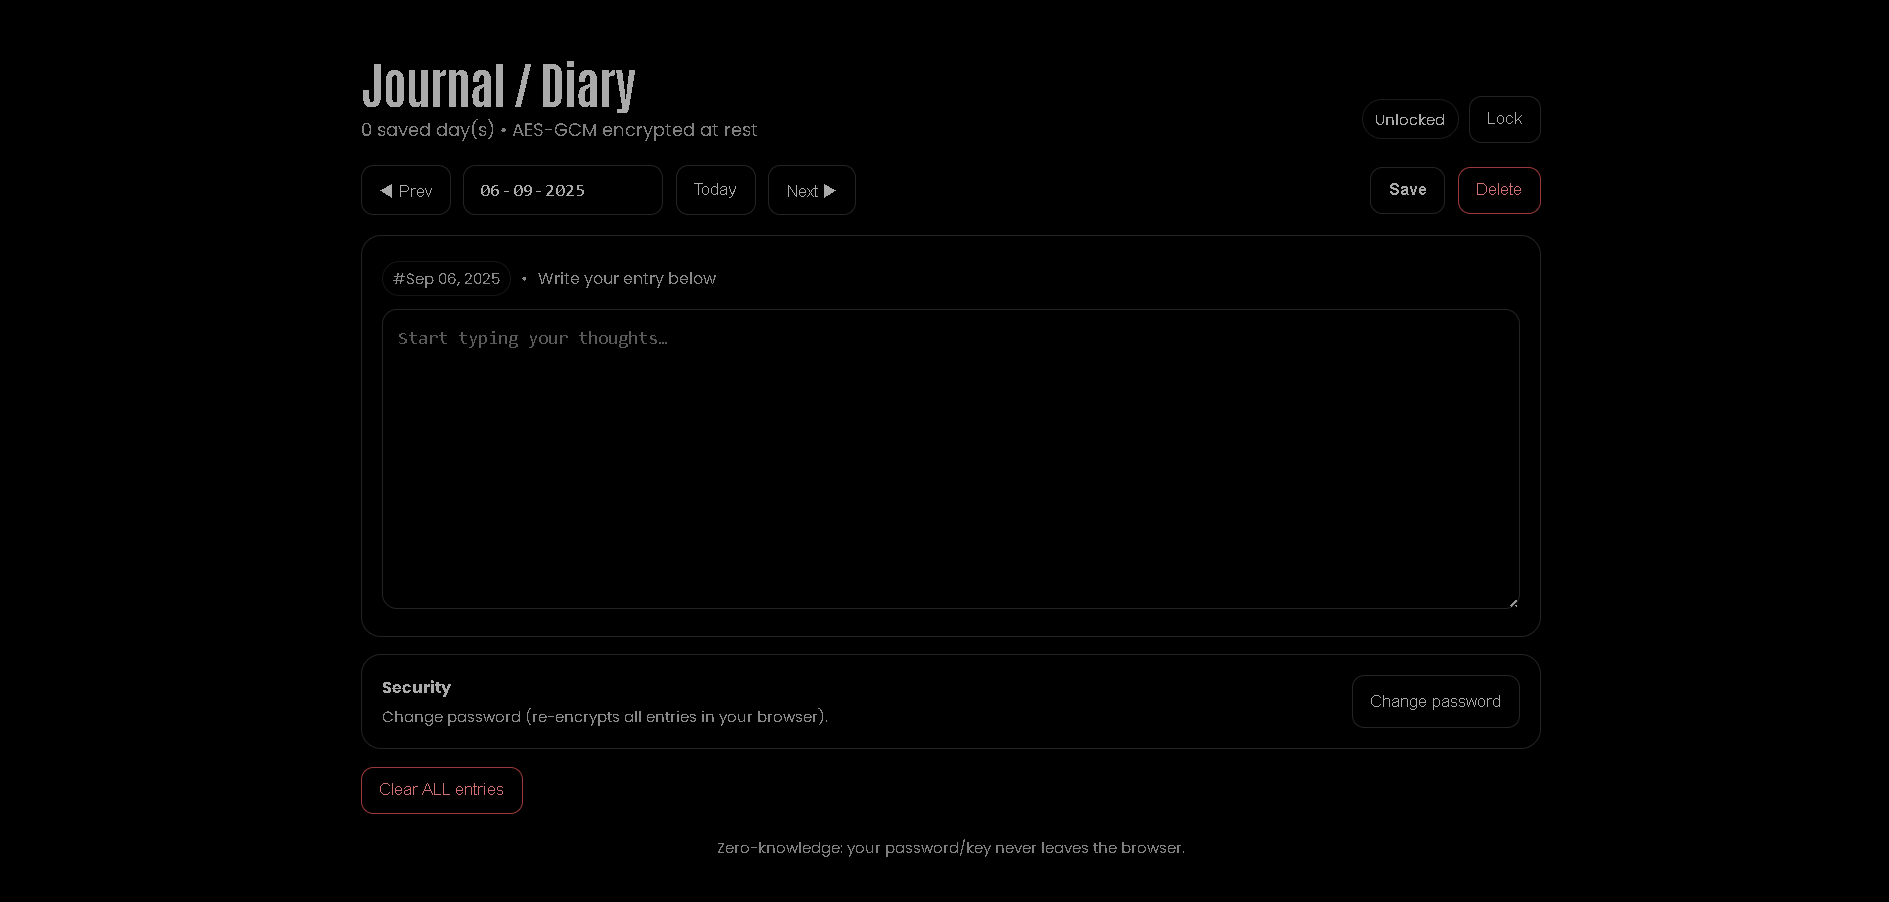 Journal / Diary
0 saved day(s) • AES-GCM encrypted at rest
Unlocked
Lock
◀ Prev
06-09-2025
Today
Next ▶
Save
Delete
#Sep 06, 2025 • Write your entry below
Start typing your thoughts…
Security
Change password (re-encrypts all entries in your browser).
Change password
Clear ALL entries
Zero-knowledge: your password/key never leaves the browser.